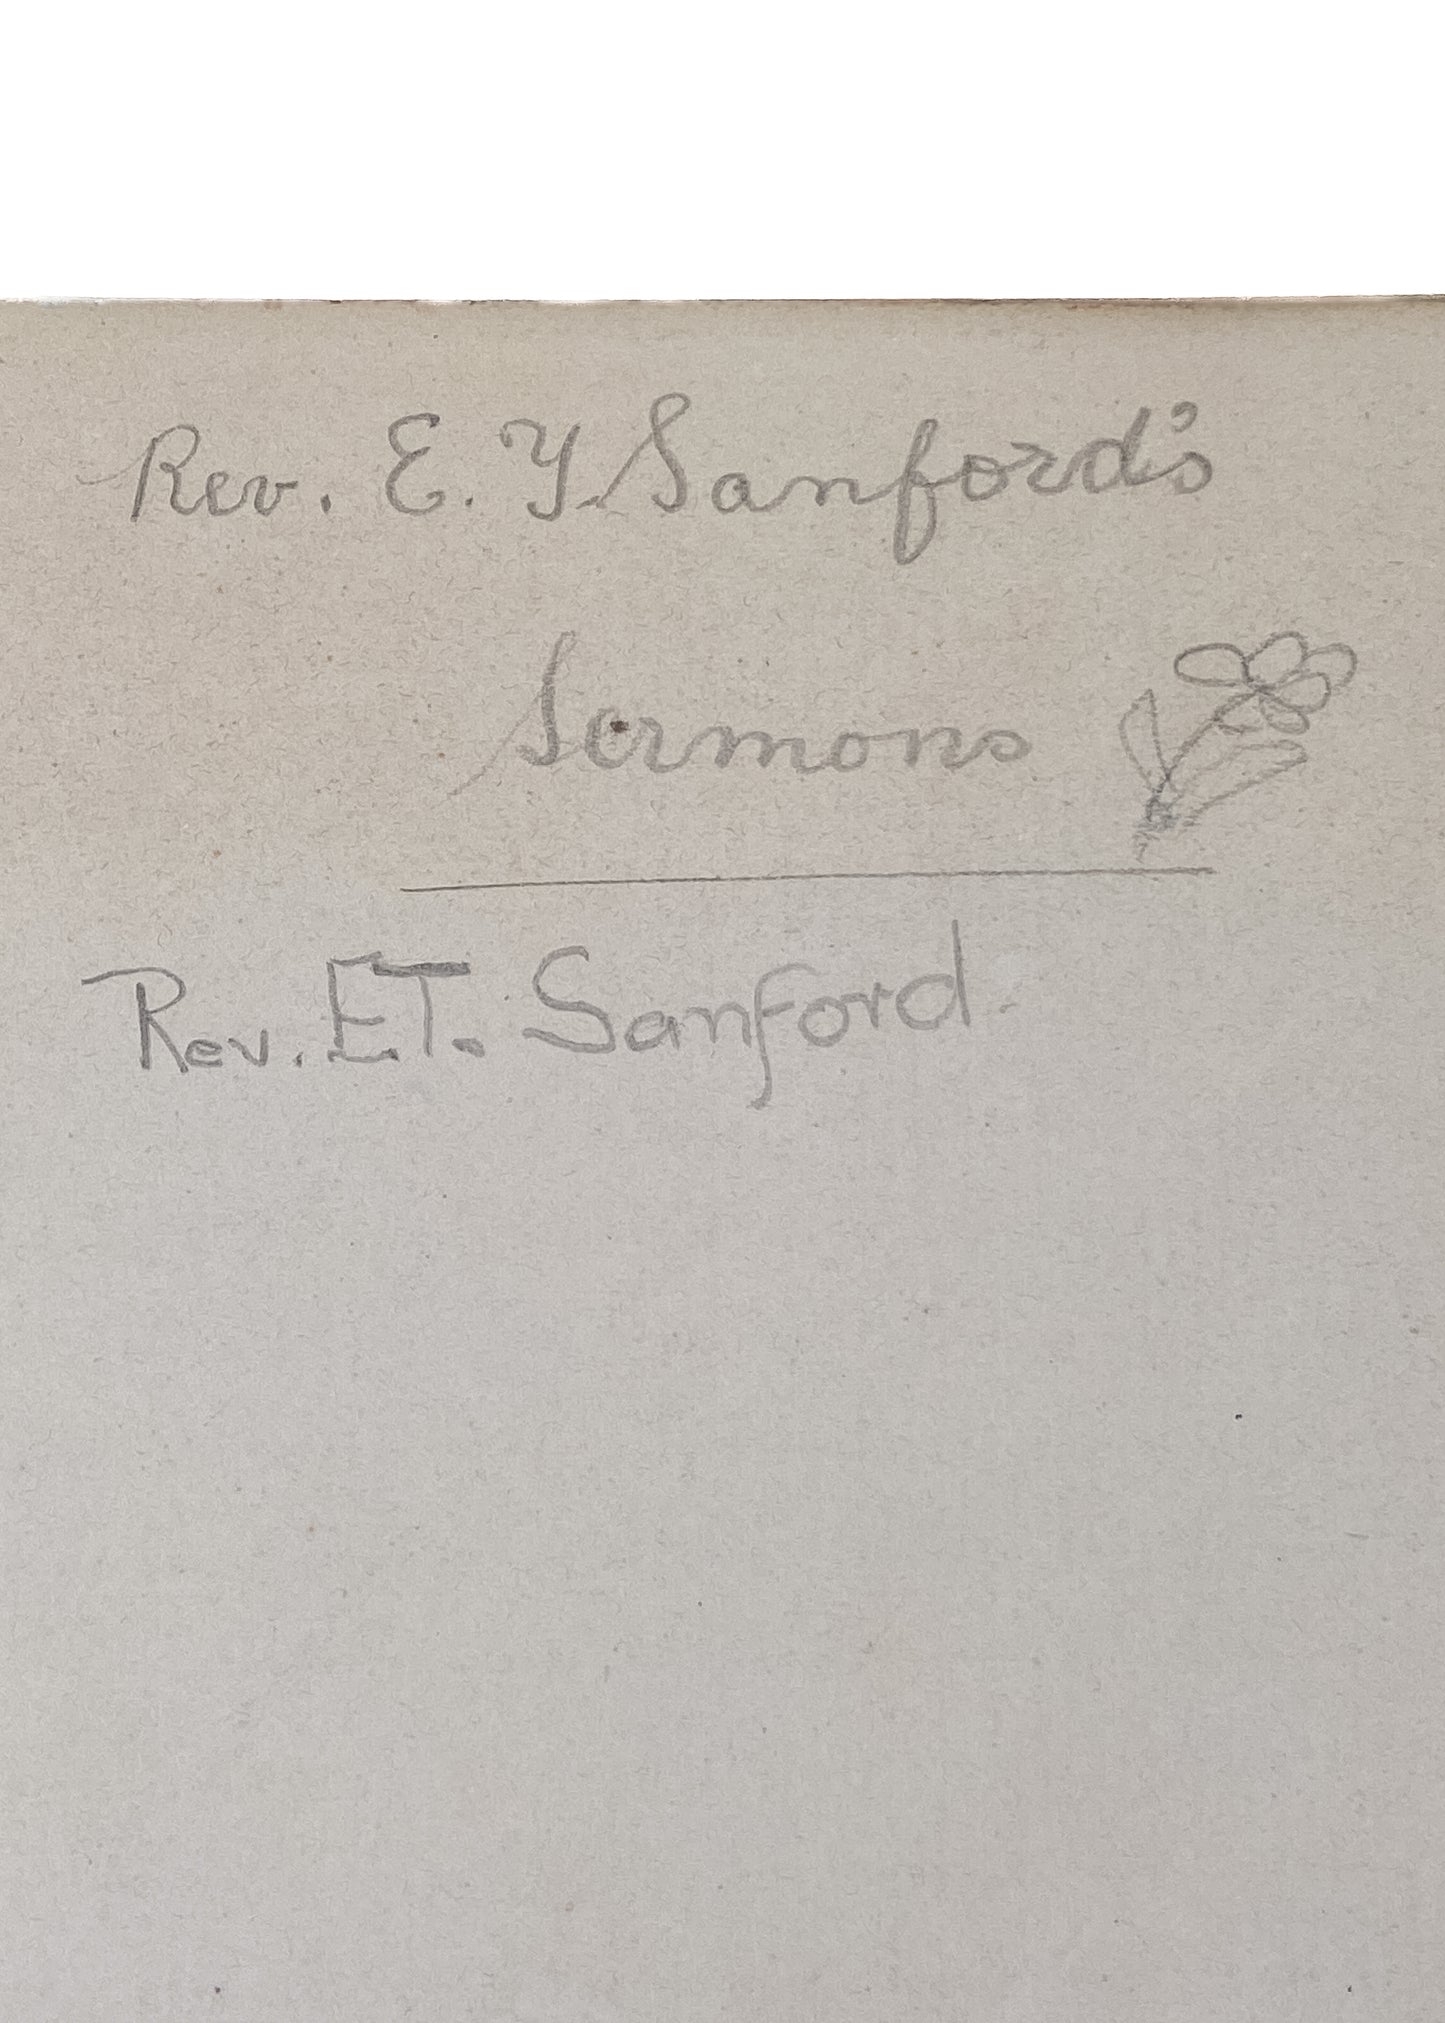 Rev. E. T. Sanford's
Sermons
Rev. E T. Sanford.